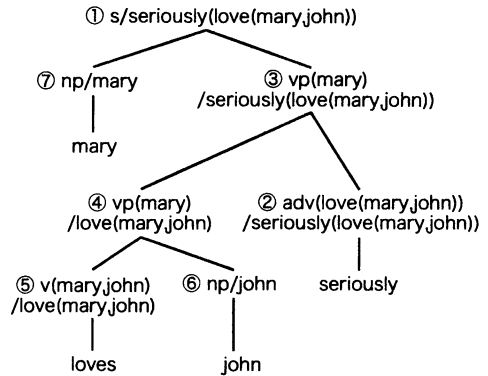 ① s/seriously(love(mary,john))
⑦ np/mary
③ vp(mary)
/seriously(love(mary,john))
mary
④ vp(mary)
/love(mary,john)
② adv(love(mary,john))
/seriously(love(mary,john))
⑤ v(mary,john)
/love(mary,john)
⑥ np/john
seriously
loves
john